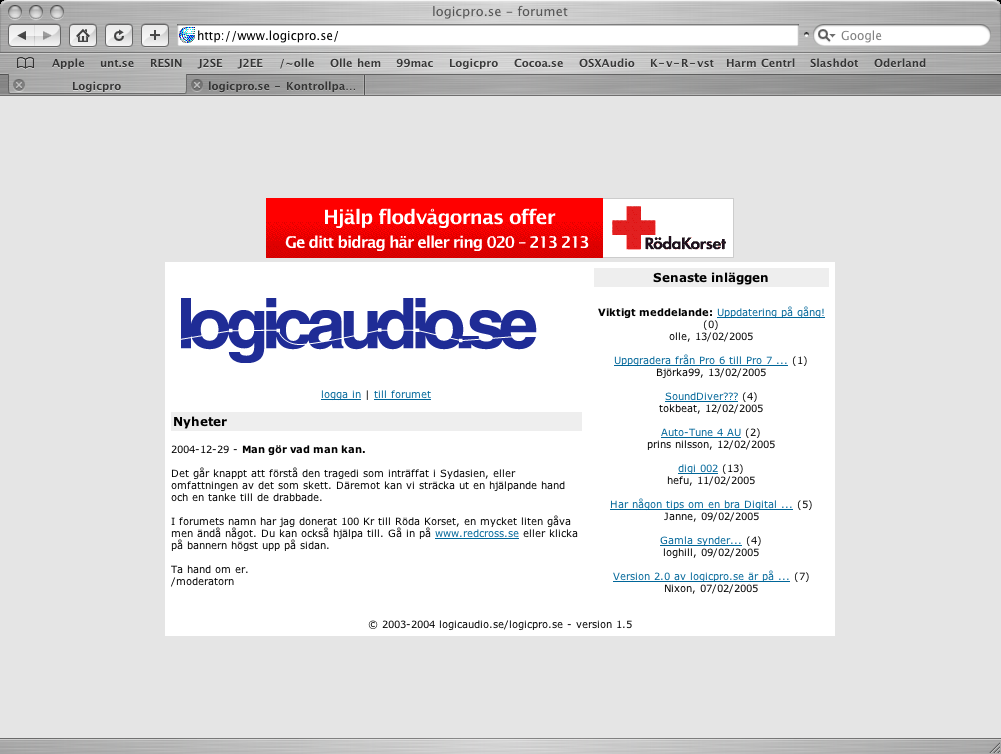 logicpro.se – forumet
http://www.logicpro.se/
Google
Apple unt.se RESIN J2SE J2EE /~olle Olle hem 99mac Logicpro Cocoa.se OSXAudio K-v-R-vst Harm Centrl Slashdot Oderland
Logicpro
logicpro.se – Kontrollpa...
Hjälp flodvågornas offer
Ge ditt bidrag här eller ring 020 – 213 213
RödaKorset
logicaudio.se
logga in | till forumet
Nyheter
2004-12-29 - Man gör vad man kan.
Det går knappt att förstå den tragedi som inträffat i Sydasien, eller
omfattningen av det som skett. Däremot kan vi sträcka ut en hjälpande hand
och en tanke till de drabbade.
I forumets namn har jag donerat 100 Kr till Röda Korset, en mycket liten gåva
men ändå något. Du kan också hjälpa till. Gå in på www.redcross.se eller klicka
på bannern högst upp på sidan.
Ta hand om er.
/moderatorn
Senaste inläggen
Viktigt meddelande: Uppdatering på gång!
(0)
olle, 13/02/2005
Uppgradera från Pro 6 till Pro 7 ... (1)
Björka99, 13/02/2005
SoundDiver??? (4)
tokbeat, 12/02/2005
Auto-Tune 4 AU (2)
prins nilsson, 12/02/2005
digi 002 (13)
hefu, 11/02/2005
Har någon tips om en bra Digital ... (5)
Janne, 09/02/2005
Gamla synder... (4)
loghill, 09/02/2005
Version 2.0 av logicpro.se är på ... (7)
Nixon, 07/02/2005
© 2003-2004 logicaudio.se/logicpro.se - version 1.5